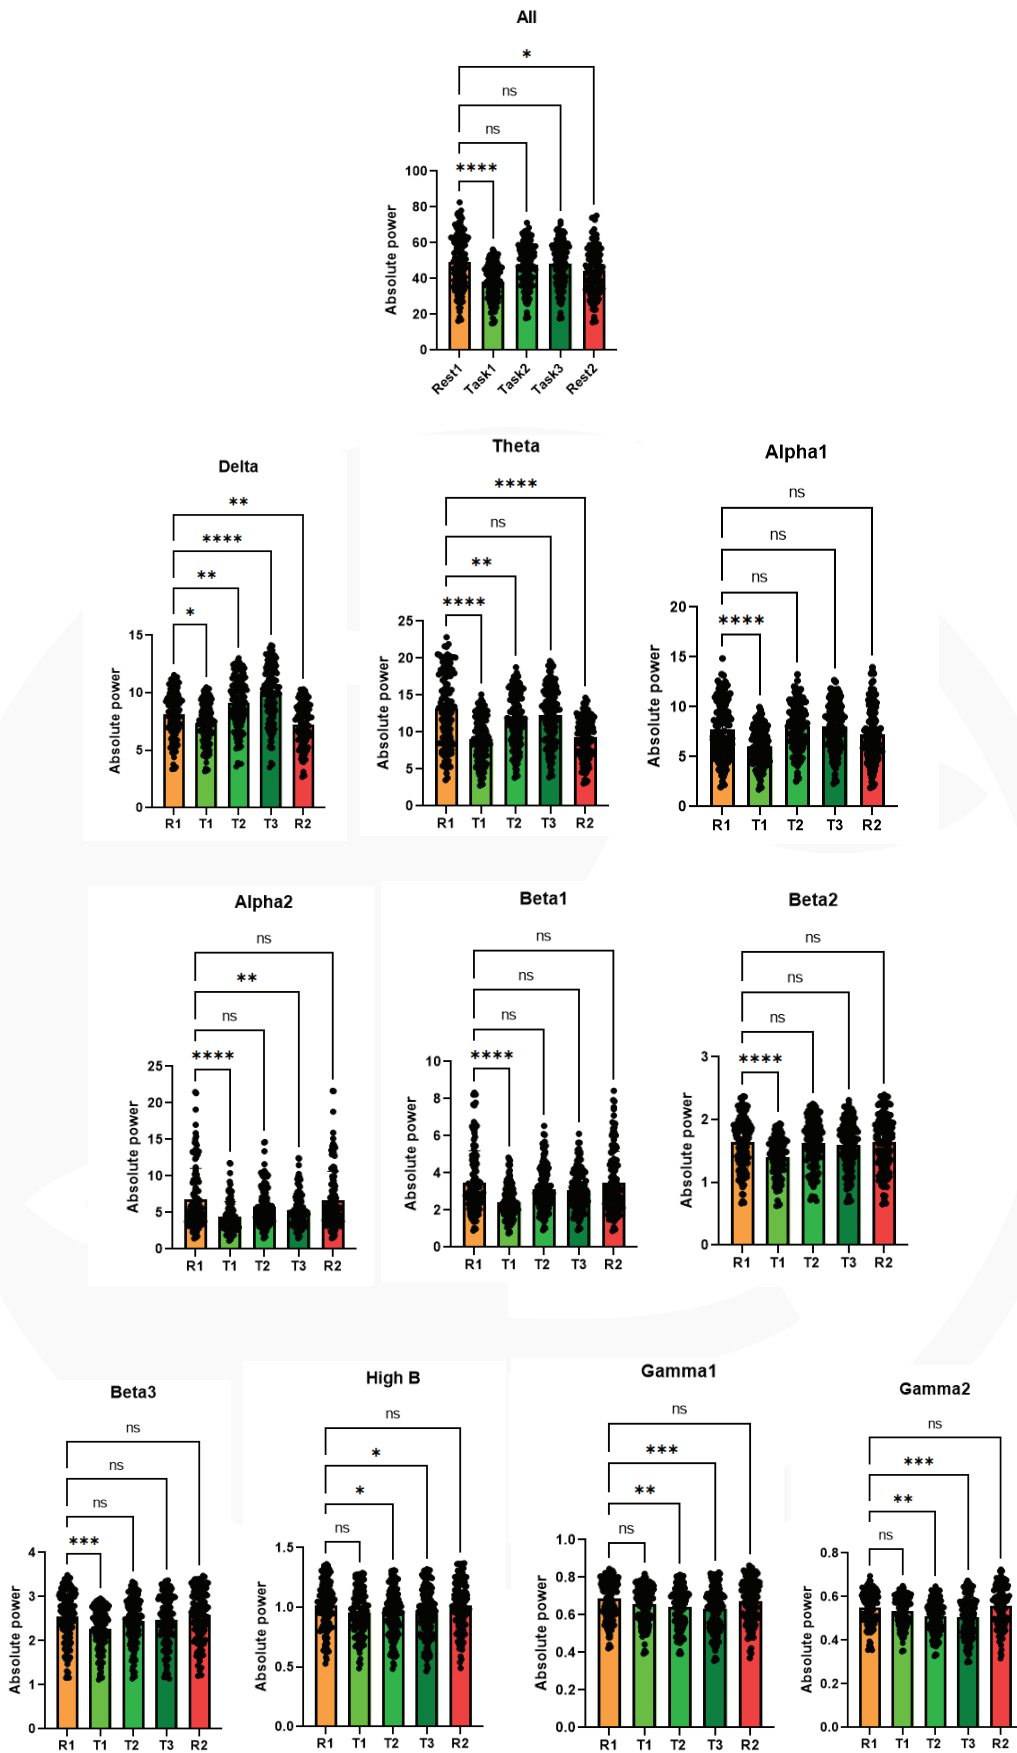 All
*
ns
ns
****
Absolute power
100
80
60
40
20
0
Rest1 Task1 Task2 Task3 Rest2
Delta
**
****
**
*
Absolute power
15
10
5
0
R1 T1 T2 T3 R2
Theta
****
ns
**
****
Absolute power
25
20
15
10
5
0
R1 T1 T2 T3 R2
Alpha1
ns
ns
ns
****
Absolute power
20
15
10
5
0
R1 T1 T2 T3 R2
Alpha2
ns
**
ns
****
Absolute power
25
20
15
10
5
0
R1 T1 T2 T3 R2
Beta1
ns
ns
ns
****
Absolute power
10
8
6
4
2
0
R1 T1 T2 T3 R2
Beta2
ns
ns
ns
****
Absolute power
3
2
1
0
R1 T1 T2 T3 R2
Beta3
ns
ns
ns
***
Absolute power
4
3
2
1
0
R1 T1 T2 T3 R2
High B
ns
*
*
ns
Absolute power
1.5
1.0
0.5
0.0
R1 T1 T2 T3 R2
Gamma1
ns
***
**
ns
Absolute power
1.0
0.8
0.6
0.4
0.2
0.0
R1 T1 T2 T3 R2
Gamma2
ns
***
**
ns
Absolute power
0.8
0.6
0.4
0.2
0.0
R1 T1 T2 T3 R2